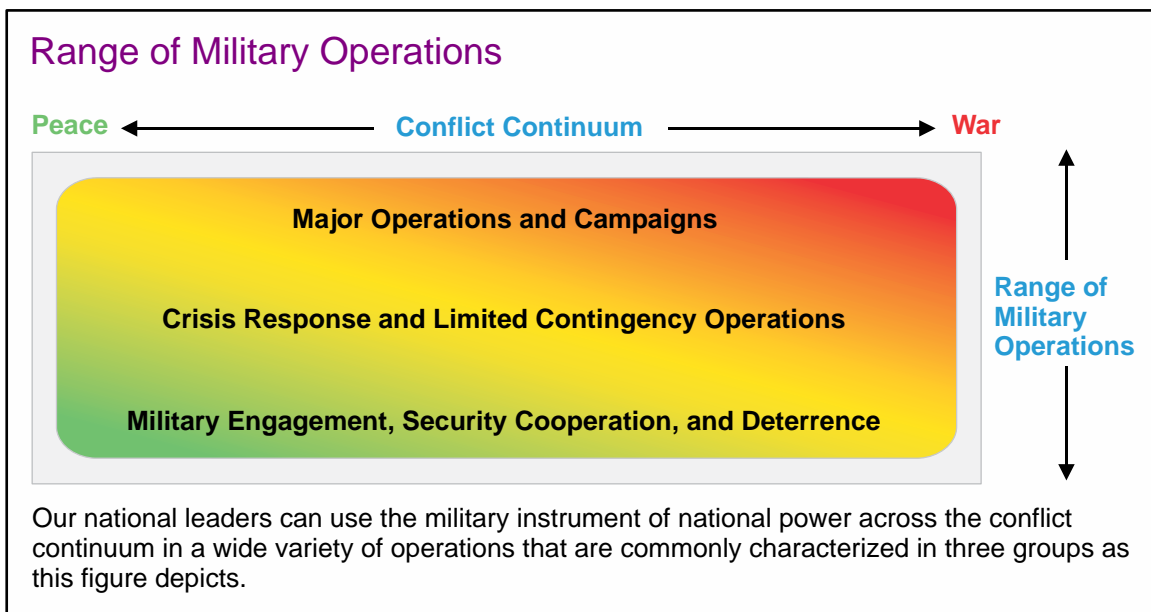 Range of Military Operations
Peace Conflict Continuum War
Major Operations and Campaigns
Crisis Response and Limited Contingency Operations
Military Engagement, Security Cooperation, and Deterrence
Range of
Military
Operations
Our national leaders can use the military instrument of national power across the conflict
continuum in a wide variety of operations that are commonly characterized in three groups as
this figure depicts.